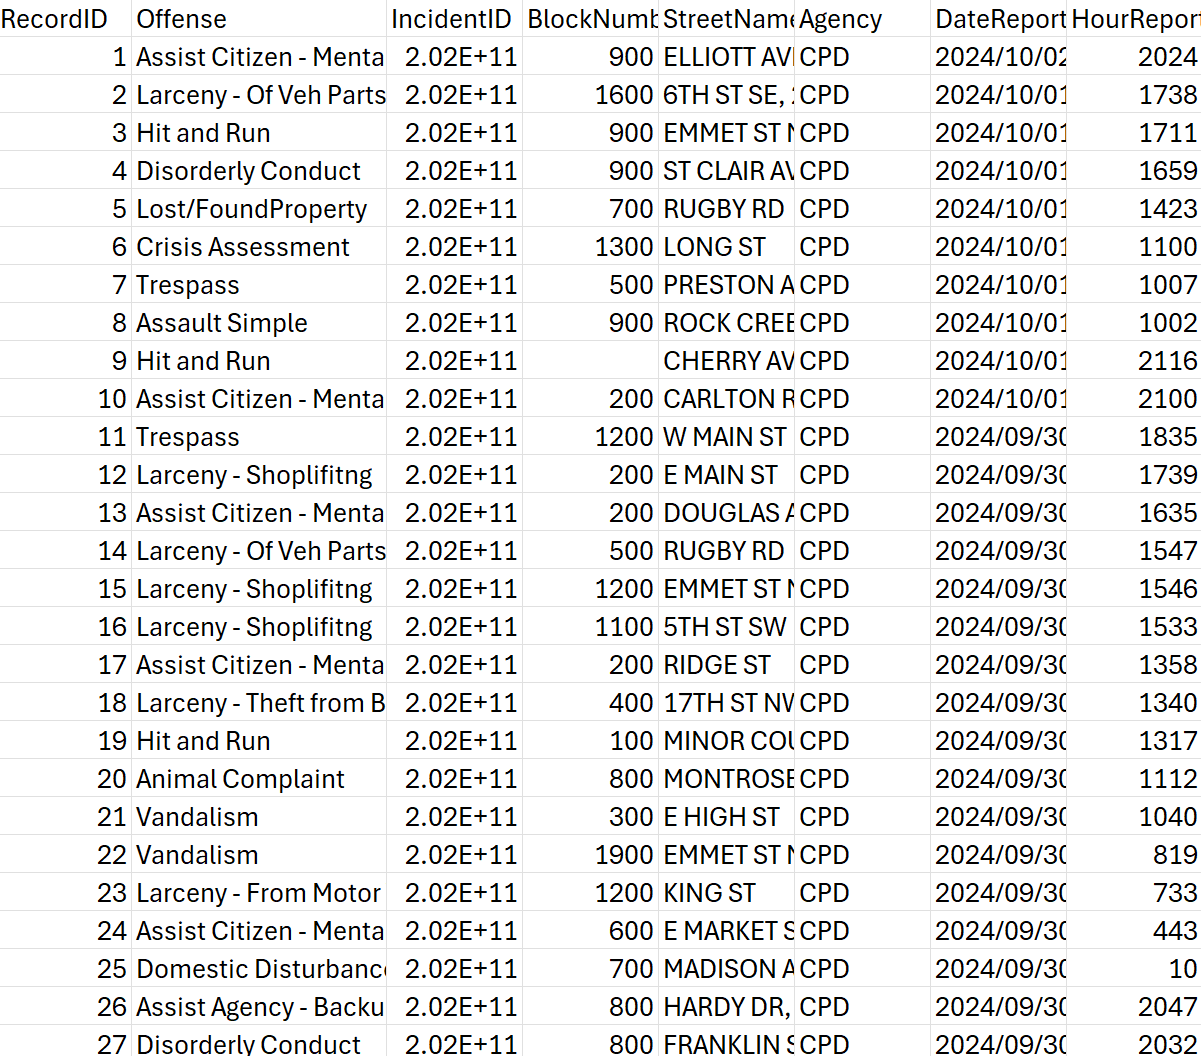 RecordID Offense IncidentID BlockNumb StreetName Agency DateReport HourReport
1 Assist Citizen - Menta 2.02E+11 900 ELLIOTT AV CPD 2024/10/02 2024
2 Larceny - Of Veh Parts 2.02E+11 1600 6TH ST SE, CPD 2024/10/01 1738
3 Hit and Run 2.02E+11 900 EMMET ST N CPD 2024/10/01 1711
4 Disorderly Conduct 2.02E+11 900 ST CLAIR AV CPD 2024/10/01 1659
5 Lost/FoundProperty 2.02E+11 700 RUGBY RD CPD 2024/10/01 1423
6 Crisis Assessment 2.02E+11 1300 LONG ST CPD 2024/10/01 1100
7 Trespass 2.02E+11 500 PRESTON A CPD 2024/10/01 1007
8 Assault Simple 2.02E+11 900 ROCK CREE CPD 2024/10/01 1002
9 Hit and Run 2.02E+11 CHERRY AV CPD 2024/10/01 2116
10 Assist Citizen - Menta 2.02E+11 200 CARLTON R CPD 2024/10/01 2100
11 Trespass 2.02E+11 1200 W MAIN ST CPD 2024/09/30 1835
12 Larceny - Shoplifitng 2.02E+11 200 E MAIN ST CPD 2024/09/30 1739
13 Assist Citizen - Menta 2.02E+11 200 DOUGLAS A CPD 2024/09/30 1635
14 Larceny - Of Veh Parts 2.02E+11 500 RUGBY RD CPD 2024/09/30 1547
15 Larceny - Shoplifitng 2.02E+11 1200 EMMET ST N CPD 2024/09/30 1546
16 Larceny - Shoplifitng 2.02E+11 1100 5TH ST SW CPD 2024/09/30 1533
17 Assist Citizen - Menta 2.02E+11 200 RIDGE ST CPD 2024/09/30 1358
18 Larceny - Theft from B 2.02E+11 400 17TH ST NW CPD 2024/09/30 1340
19 Hit and Run 2.02E+11 100 MINOR COU CPD 2024/09/30 1317
20 Animal Complaint 2.02E+11 800 MONTROSE CPD 2024/09/30 1112
21 Vandalism 2.02E+11 300 E HIGH ST CPD 2024/09/30 1040
22 Vandalism 2.02E+11 1900 EMMET ST N CPD 2024/09/30 819
23 Larceny - From Motor 2.02E+11 1200 KING ST CPD 2024/09/30 733
24 Assist Citizen - Menta 2.02E+11 600 E MARKET S CPD 2024/09/30 443
25 Domestic Disturbanc 2.02E+11 700 MADISON A CPD 2024/09/30 10
26 Assist Agency - Backu 2.02E+11 800 HARDY DR, CPD 2024/09/30 2047
27 Disorderly Conduct 2.02E+11 800 FRANKLIN S CPD 2024/09/30 2032